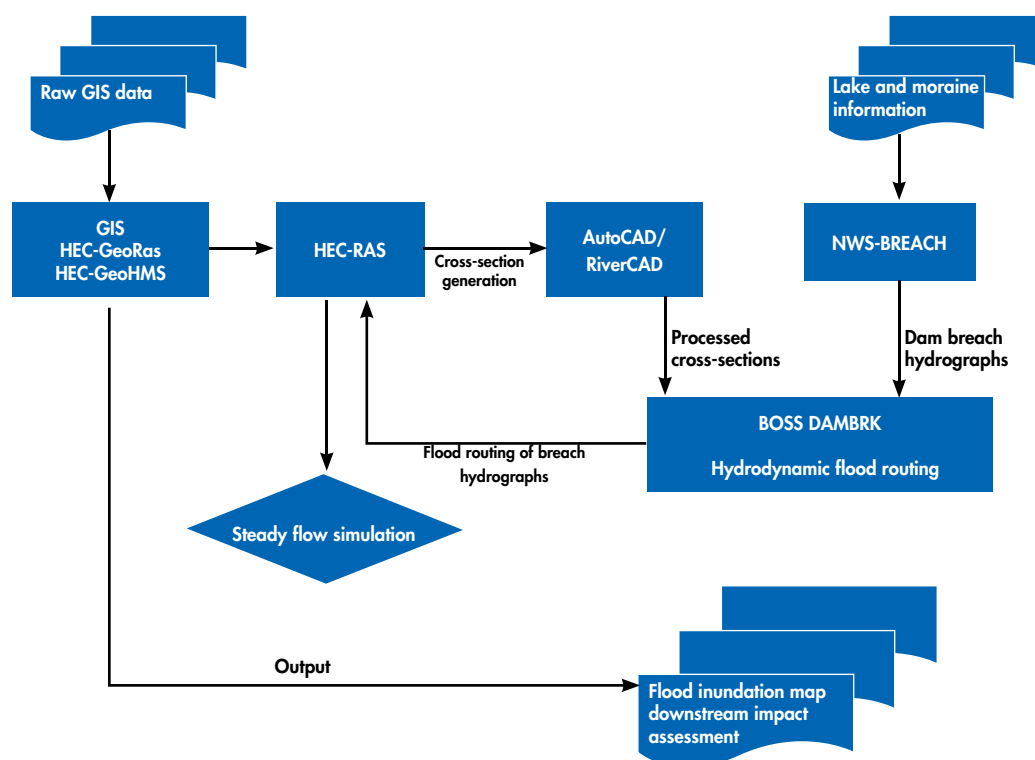 Raw GIS data
Lake and moraine
information
GIS
HEC-GeoRas
HEC-GeoHMS
HEC-RAS
Cross-section
generation
AutoCAD/
RiverCAD
NWS-BREACH
Processed
cross-sections
Dam breach
hydrographs
BOSS DAMBRK
Hydrodynamic flood routing
Flood routing of breach
hydrographs
Steady flow simulation
Output
Flood inundation map
downstream impact
assessment